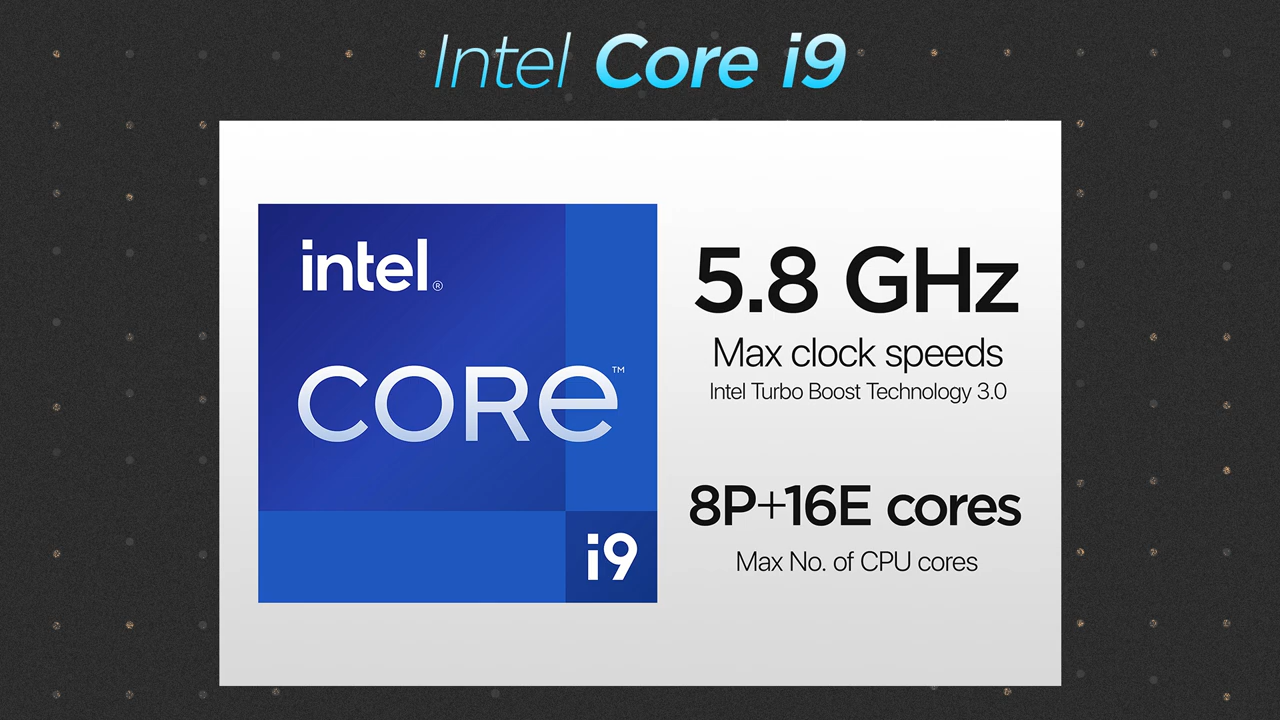 Intel Core i9
intel®
CORe™
i9
5.8 GHz
Max clock speeds
Intel Turbo Boost Technology 3.0
8P+16E cores
Max No. of CPU cores